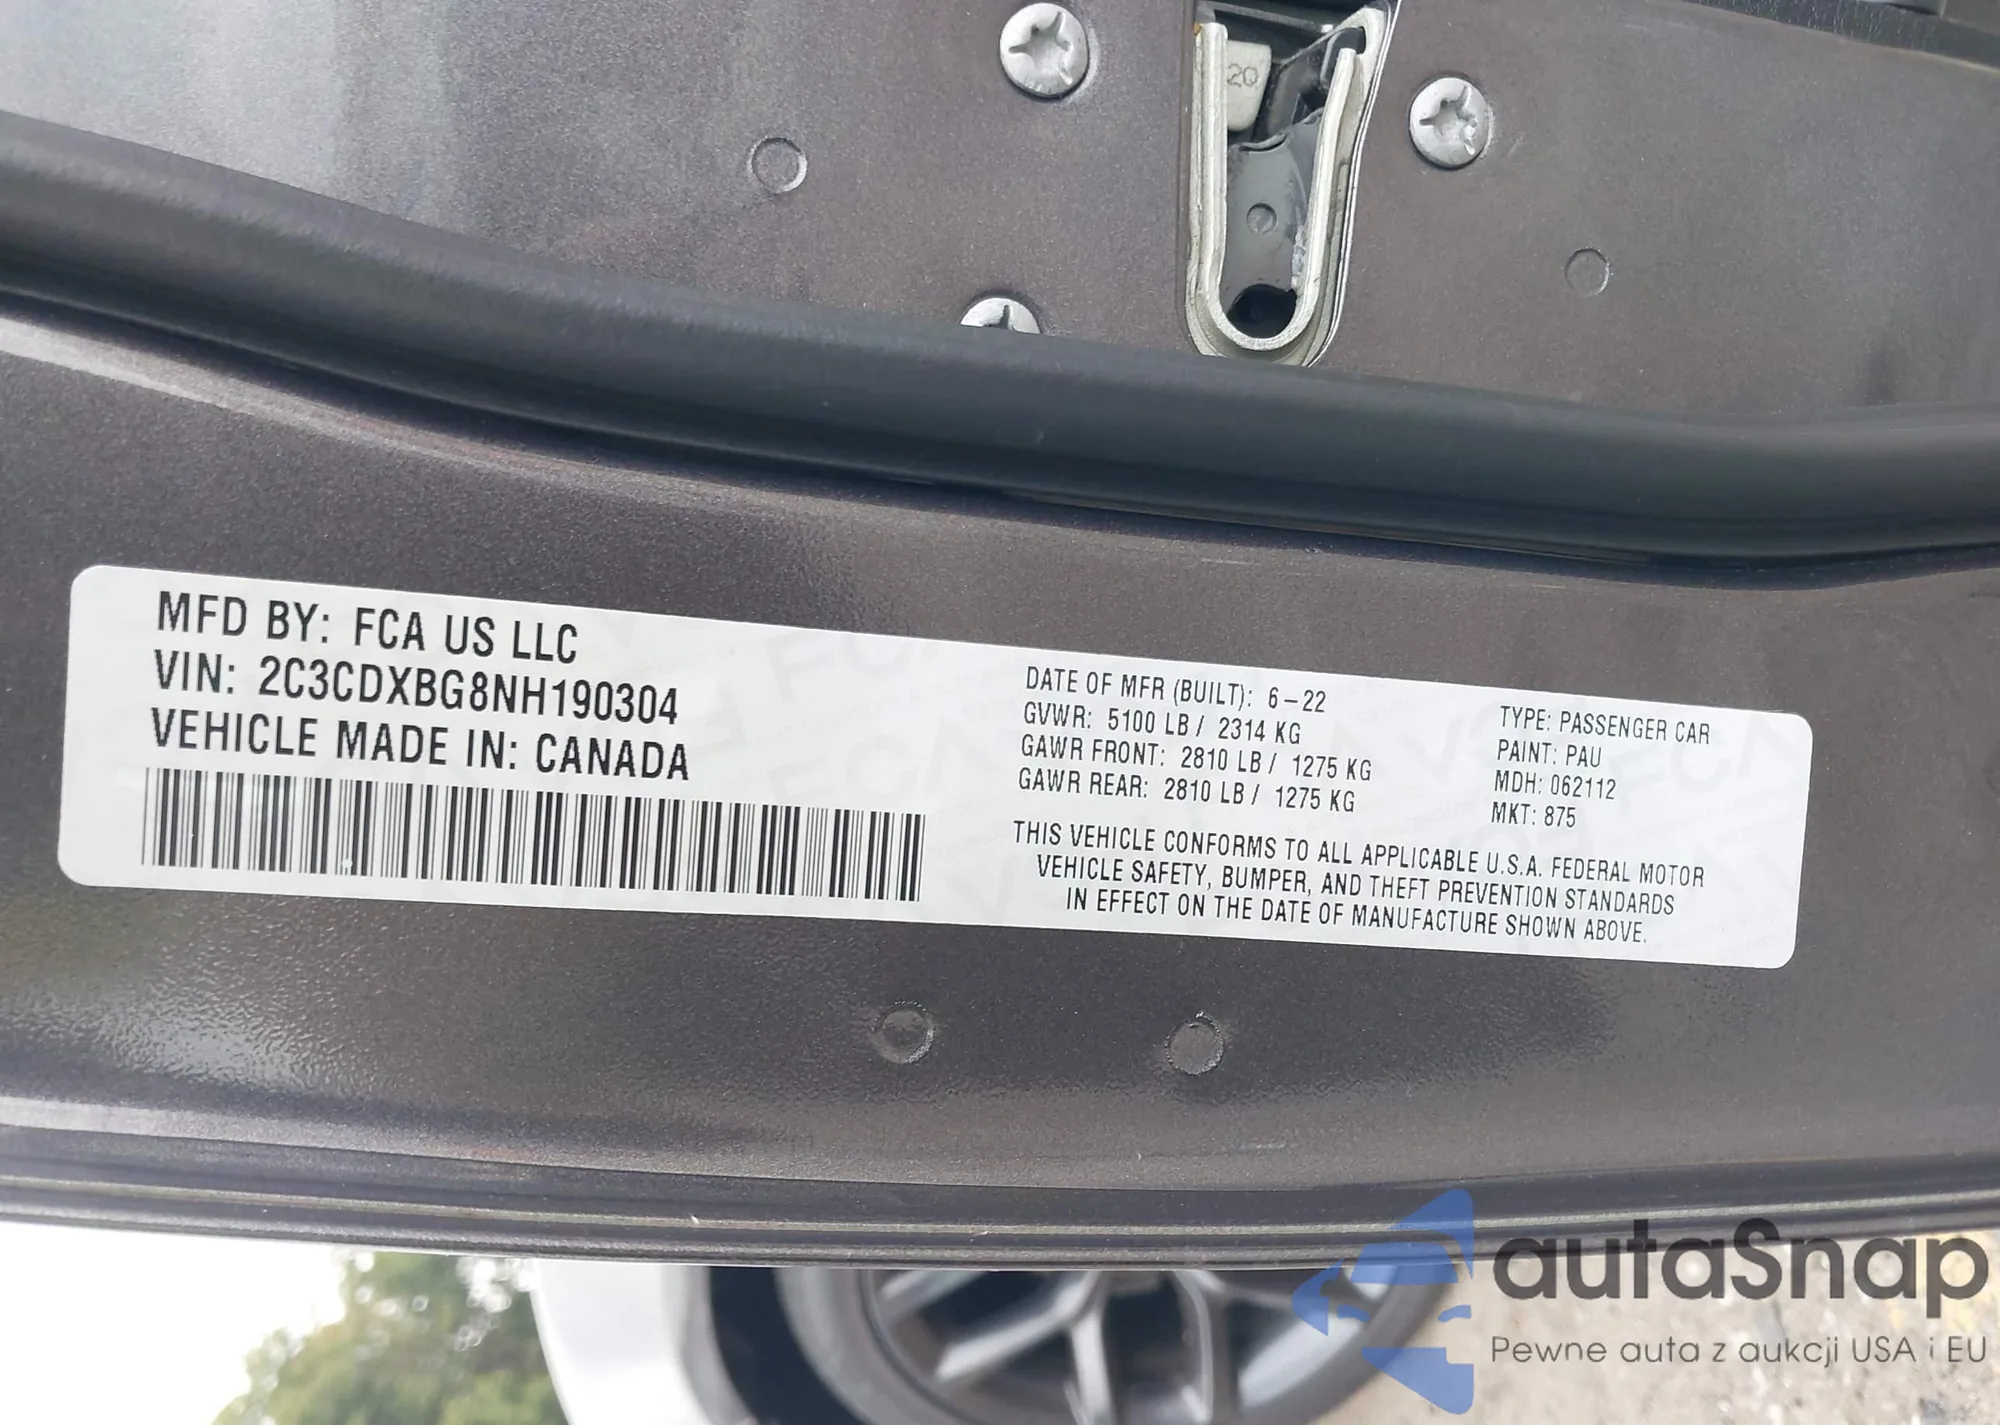 20
MFD BY: FCA US LLC
VIN: 2C3CDXBG8NH190304
VEHICLE MADE IN: CANADA
DATE OF MFR (BUILT): 6-22
GVWR: 5100 LB / 2314 KG
GAWR FRONT: 2810 LB / 1275 KG
GAWR REAR: 2810 LB / 1275 KG
TYPE: PASSENGER CAR
PAINT: PAU
MDH: 062112
MKT: 875
THIS VEHICLE CONFORMS TO ALL APPLICABLE U.S.A. FEDERAL MOTOR
VEHICLE SAFETY, BUMPER, AND THEFT PREVENTION STANDARDS
IN EFFECT ON THE DATE OF MANUFACTURE SHOWN ABOVE.
autaSnap
Pewne auta z aukcji USA i EU